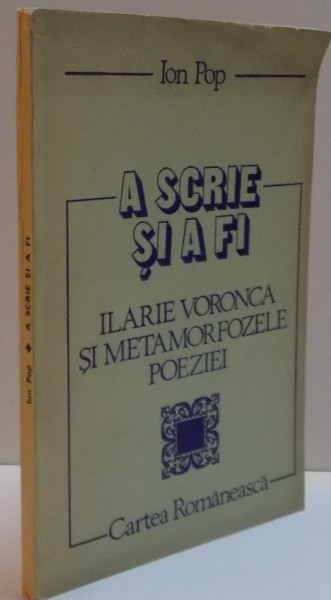 Ion Pop
A SCRIE
ȘI A FI
ILARIE VORONCA
ȘI METAMORFOZELE
POEZIEI
Cartea Românească
Ion Pop ◆ A SCRIE ȘI A FI